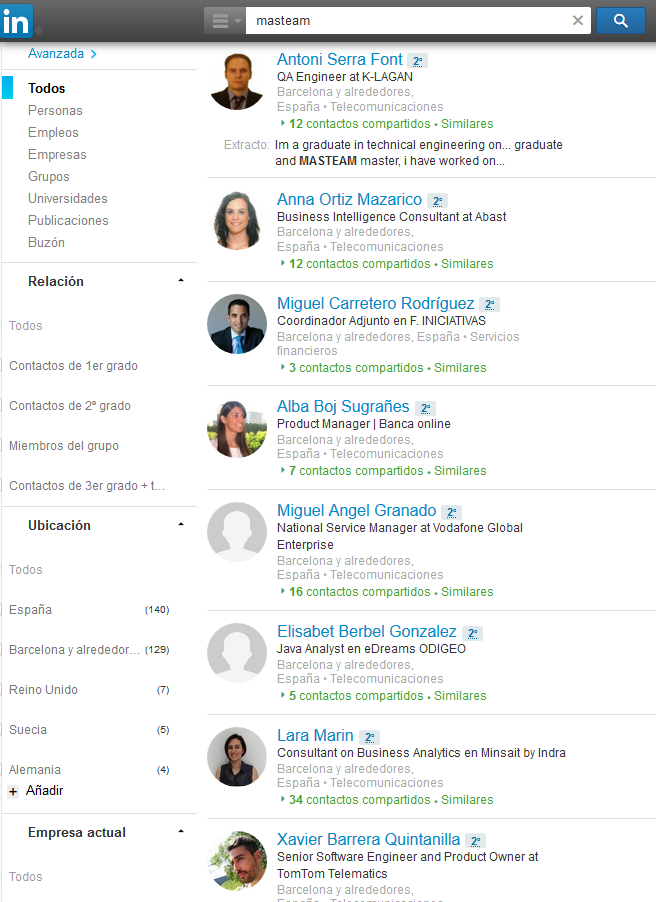 in
masteam
Avanzada
Todos
Personas
Empleos
Empresas
Grupos
Universidades
Publicaciones
Buzón
Relación
Todos
Contactos de 1er grado
Contactos de 2º grado
Miembros del grupo
Contactos de 3er grado + t...
Ubicación
Todos
España (140)
Barcelona y alrededor... (129)
Reino Unido (7)
Suecia (5)
Alemania (4)
+ Añadir
Empresa actual
Todos
Antoni Serra Font 2º
QA Engineer at K-LAGAN
Barcelona y alrededores,
España • Telecomunicaciones
12 contactos compartidos • Similares
Extracto: Im a graduate in technical engineering on... graduate
and MASTEAM master, i have worked on...
Anna Ortiz Mazarico 2º
Business Intelligence Consultant at Abast
Barcelona y alrededores,
España • Telecomunicaciones
12 contactos compartidos • Similares
Miguel Carretero Rodríguez 2º
Coordinador Adjunto en F. INICIATIVAS
Barcelona y alrededores, España • Servicios
financieros
3 contactos compartidos • Similares
Alba Boj Sugrañes 2º
Product Manager | Banca online
Barcelona y alrededores,
España • Telecomunicaciones
7 contactos compartidos • Similares
Miguel Angel Granado 2º
National Service Manager at Vodafone Global
Enterprise
Barcelona y alrededores,
España • Telecomunicaciones
16 contactos compartidos • Similares
Elisabet Berbel Gonzalez 2º
Java Analyst en eDreams ODIGEO
Barcelona y alrededores,
España • Telecomunicaciones
5 contactos compartidos • Similares
Lara Marin 2º
Consultant on Business Analytics en Minsait by Indra
Barcelona y alrededores,
España • Telecomunicaciones
34 contactos compartidos • Similares
Xavier Barrera Quintanilla 2º
Senior Software Engineer and Product Owner at
TomTom Telematics
Barcelona y alrededores,